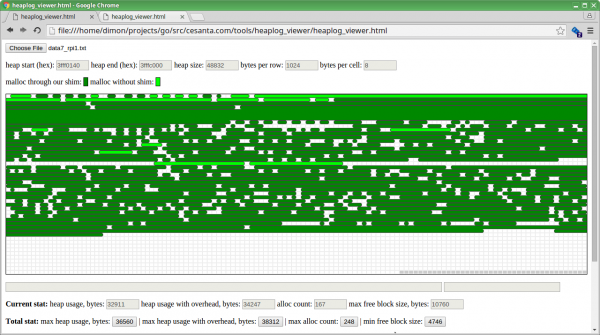 heaplog_viewer.html - Google Chrome
heaplog_viewer.html heaplog_viewer.html
file:///home/dimon/projects/go/src/cesanta.com/tools/heaplog_viewer/heaplog_viewer.html
Choose File data7_rpi1.txt
heap start (hex): 3fff0140 heap end (hex): 3fffc000 heap size: 48832 bytes per row: 1024 bytes per cell: 8
malloc through our shim: malloc without shim:
Current stat: heap usage, bytes: 32911 heap usage with overhead, bytes: 34247 alloc count: 167 max free block size, bytes: 10760
Total stat: max heap usage, bytes: 36560 | max heap usage with overhead, bytes: 38312 | max alloc count: 248 | min free block size: 4746